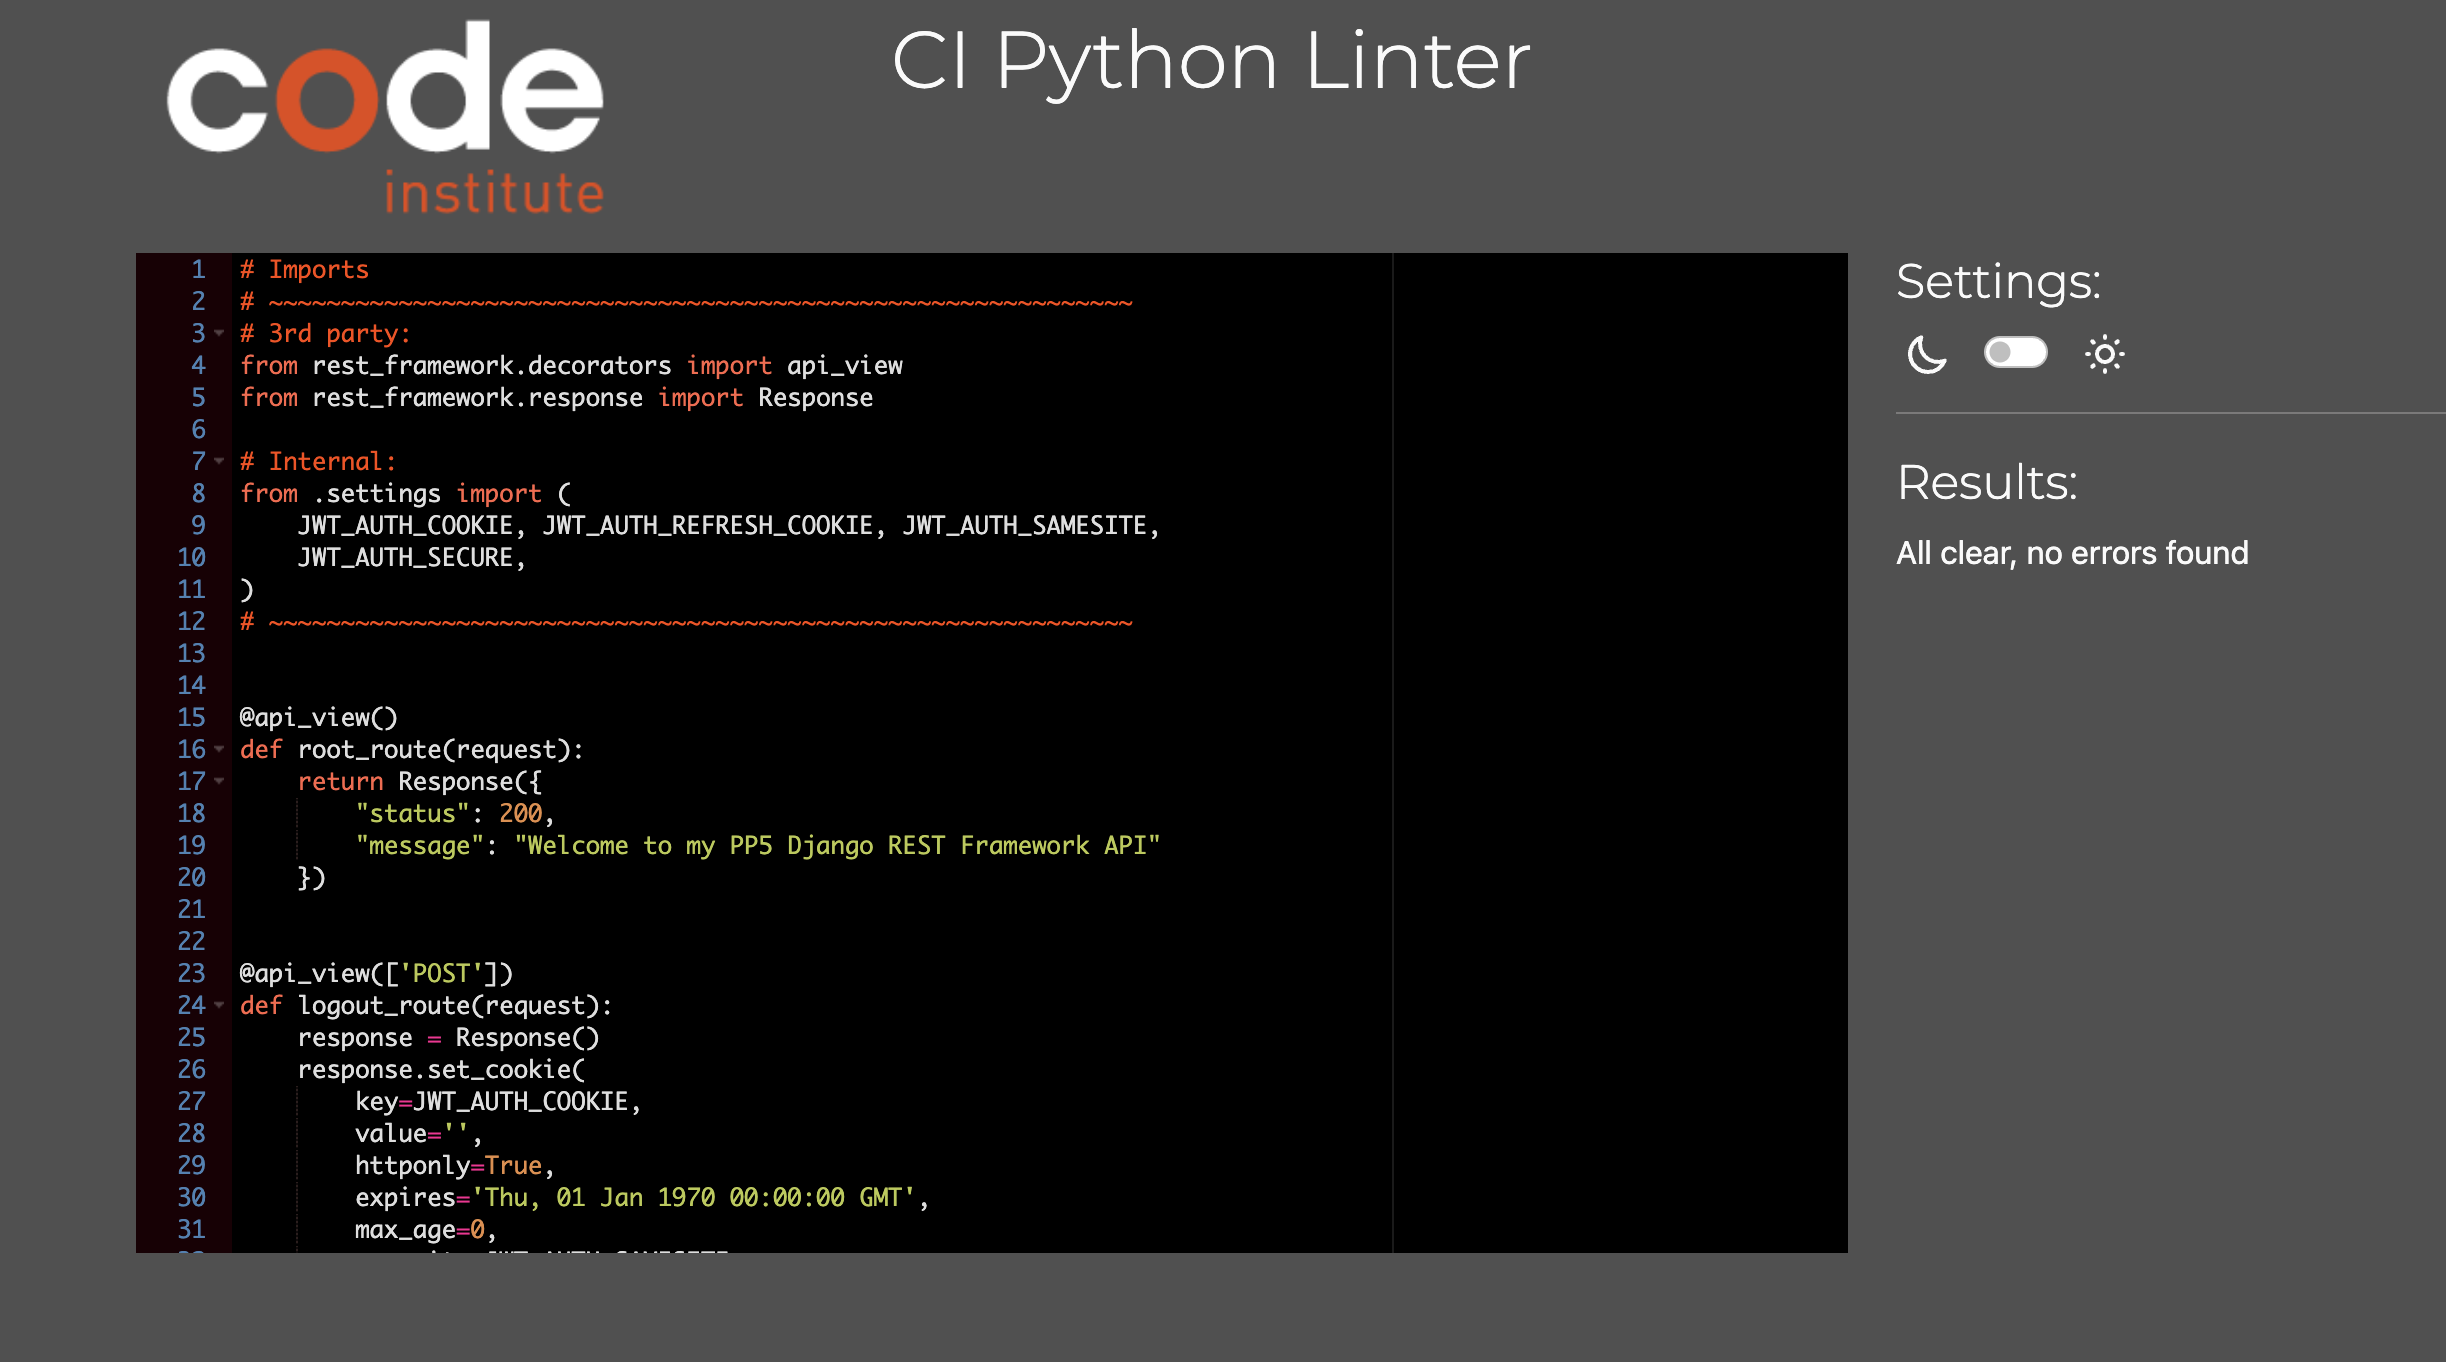 code
institute
CI Python Linter
1 # Imports
2 # ~~~~~~~~~~~~~~~~~~~~~~~~~~~~~~~~~~~~~~~~~~~~~~~~~~~~~~~~~~~~
3 # 3rd party:
4 from rest_framework.decorators import api_view
5 from rest_framework.response import Response
6
7 # Internal:
8 from .settings import (
9     JWT_AUTH_COOKIE, JWT_AUTH_REFRESH_COOKIE, JWT_AUTH_SAMESITE,
10     JWT_AUTH_SECURE,
11 )
12 # ~~~~~~~~~~~~~~~~~~~~~~~~~~~~~~~~~~~~~~~~~~~~~~~~~~~~~~~~~~~~
13
14
15 @api_view()
16 def root_route(request):
17     return Response({
18         "status": 200,
19         "message": "Welcome to my PP5 Django REST Framework API"
20     })
21
22
23 @api_view(['POST'])
24 def logout_route(request):
25     response = Response()
26     response.set_cookie(
27         key=JWT_AUTH_COOKIE,
28         value='',
29         httponly=True,
30         expires='Thu, 01 Jan 1970 00:00:00 GMT',
31         max_age=0,
Settings:
Results:
All clear, no errors found